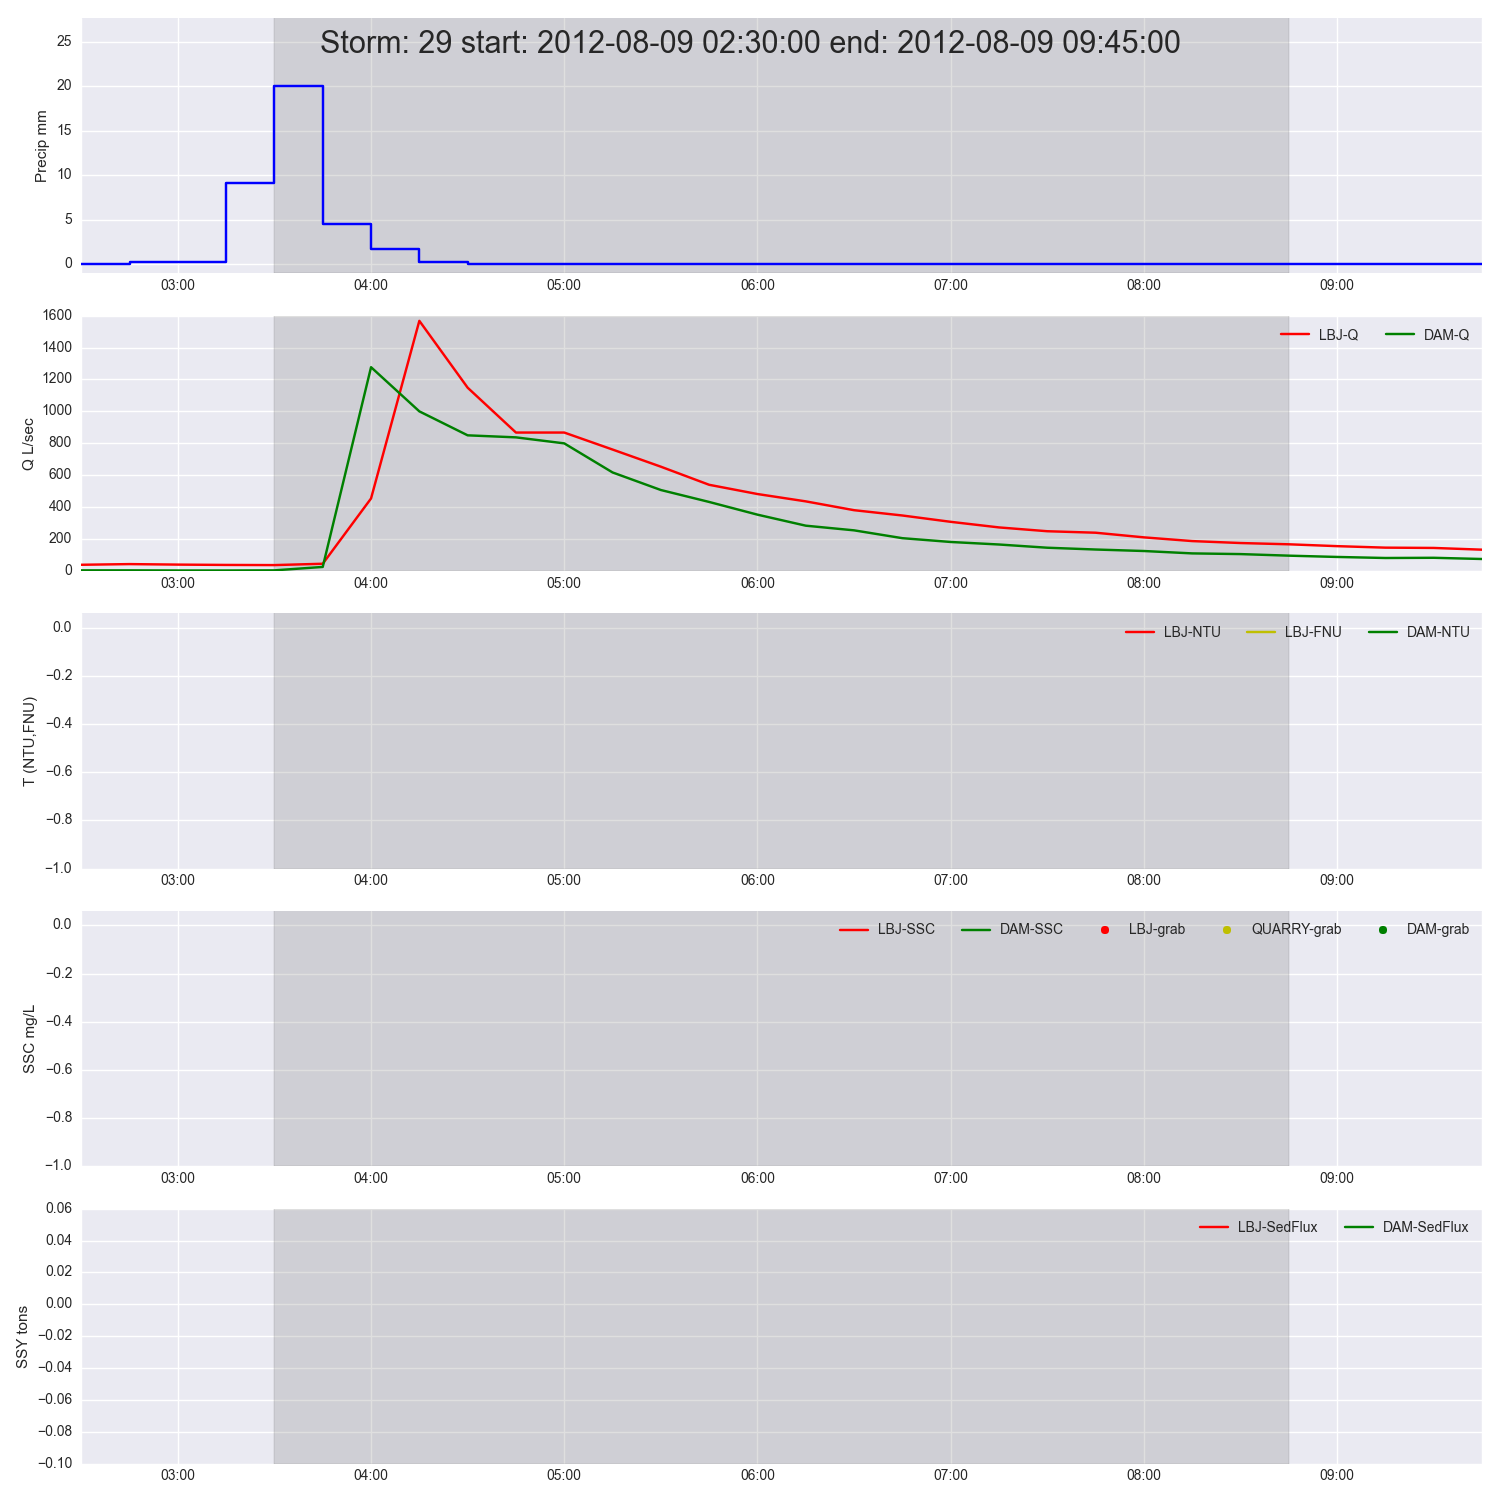 Storm: 29 start: 2012-08-09 02:30:00 end: 2012-08-09 09:45:00
Precip mm
25
20
15
10
5
0
03:00 04:00 05:00 06:00 07:00 08:00 09:00
LBJ-Q DAM-Q
Q L/sec
1600
1400
1200
1000
800
600
400
200
0
03:00 04:00 05:00 06:00 07:00 08:00 09:00
LBJ-NTU LBJ-FNU DAM-NTU
T (NTU,FNU)
0.0
−0.2
−0.4
−0.6
−0.8
−1.0
03:00 04:00 05:00 06:00 07:00 08:00 09:00
LBJ-SSC DAM-SSC LBJ-grab QUARRY-grab DAM-grab
SSC mg/L
0.0
−0.2
−0.4
−0.6
−0.8
−1.0
03:00 04:00 05:00 06:00 07:00 08:00 09:00
LBJ-SedFlux DAM-SedFlux
SSY tons
0.06
0.04
0.02
0.00
−0.02
−0.04
−0.06
−0.08
−0.10
03:00 04:00 05:00 06:00 07:00 08:00 09:00